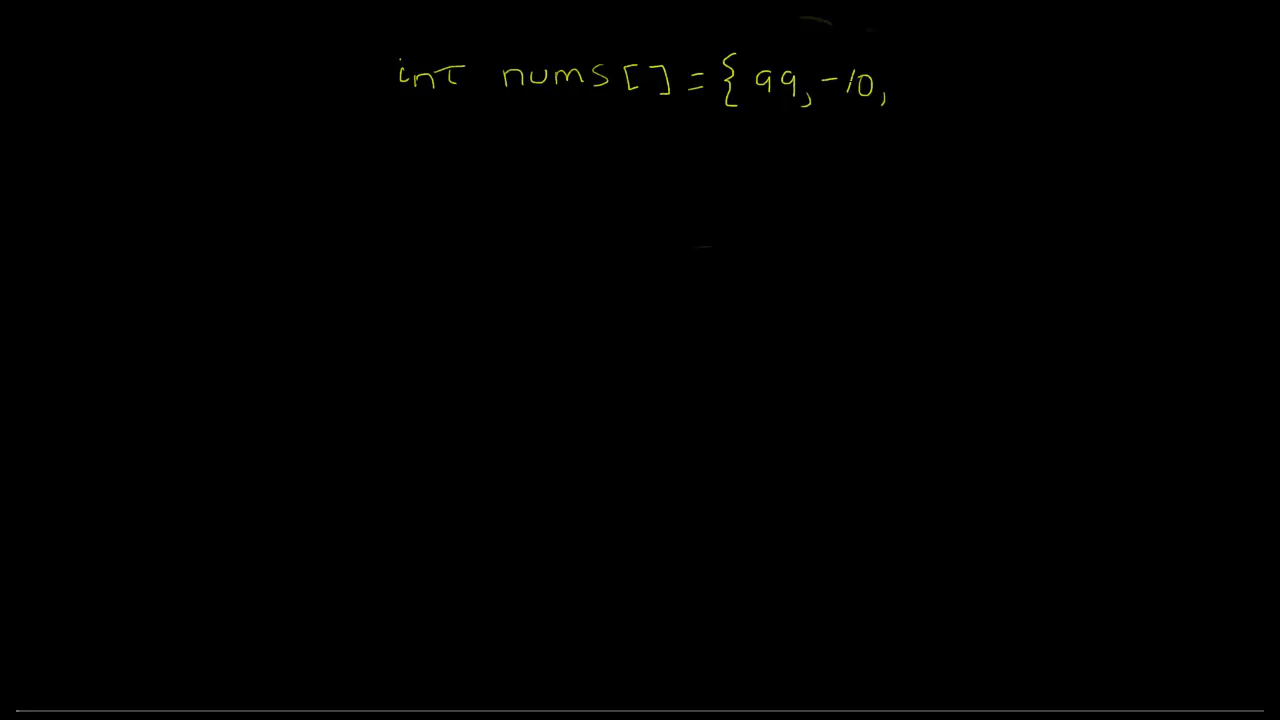 int nums[] = { 99, -10,